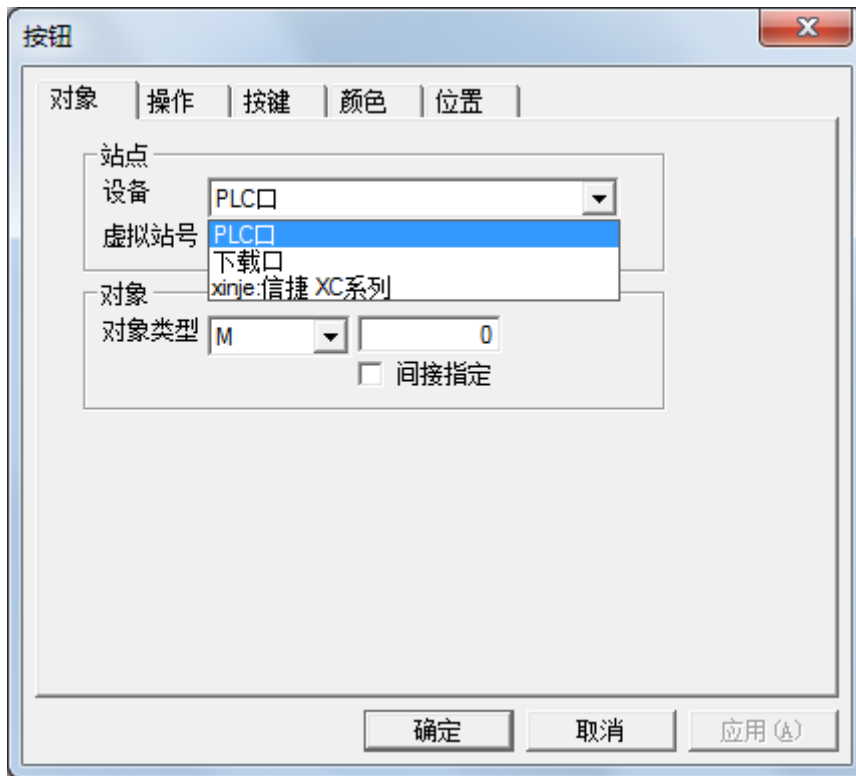 按钮
对象 操作 按键 颜色 位置
站点
设备 PLC口
虚拟站号 PLC口
下载口
xinje:信捷 XC系列
对象
对象类型 M 0
间接指定
确定 取消 应用(A)